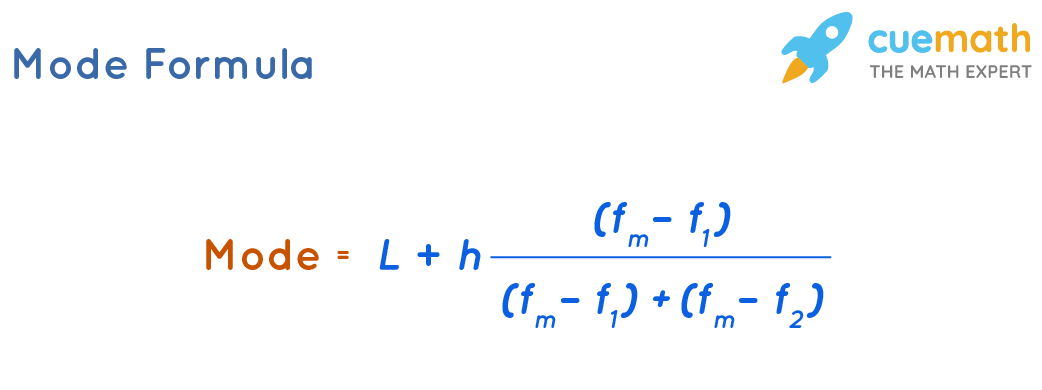 Mode Formula
cuemath
THE MATH EXPERT
Mode = L + h (fₘ − f₁) / (fₘ − f₁) + (fₘ − f₂)